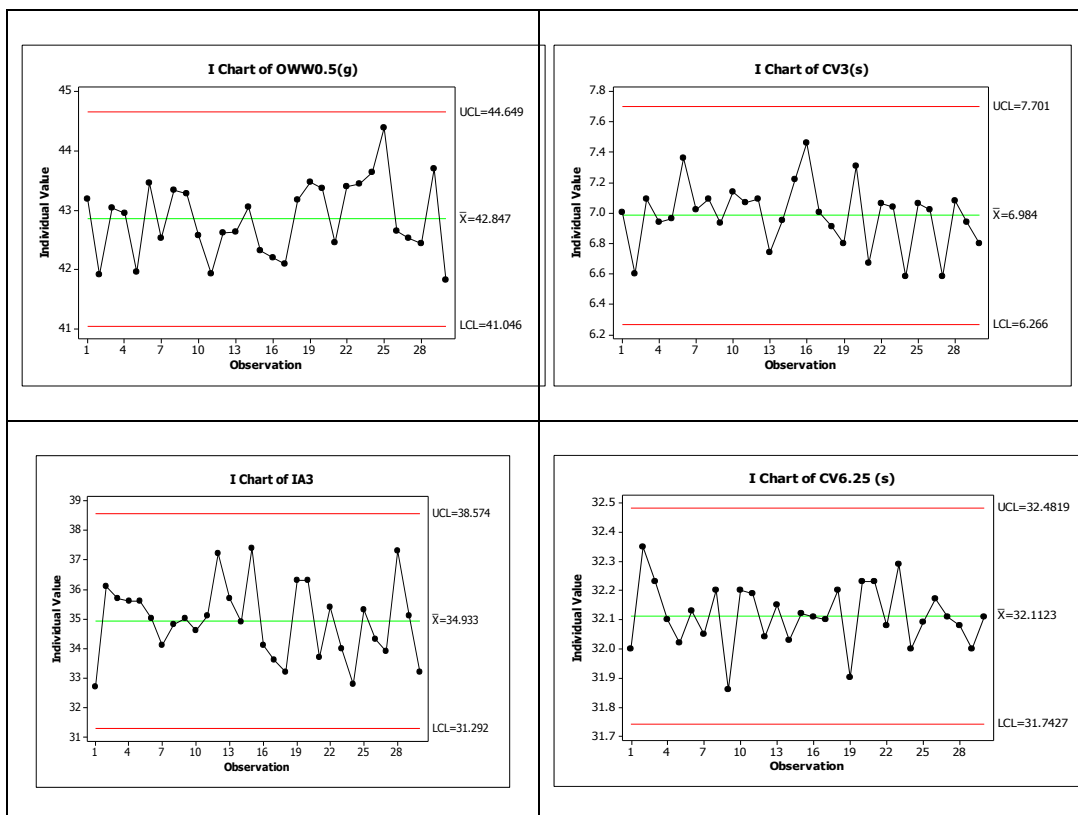 I Chart of OWW0.5(g)
45
44
43
42
41
Individual Value
UCL=44.649
X̄=42.847
LCL=41.046
1 4 7 10 13 16 19 22 25 28
Observation
I Chart of CV3(s)
7.8
7.6
7.4
7.2
7.0
6.8
6.6
6.4
6.2
Individual Value
UCL=7.701
X̄=6.984
LCL=6.266
1 4 7 10 13 16 19 22 25 28
Observation
I Chart of IA3
39
38
37
36
35
34
33
32
31
Individual Value
UCL=38.574
X̄=34.933
LCL=31.292
1 4 7 10 13 16 19 22 25 28
Observation
I Chart of CV6.25 (s)
32.5
32.4
32.3
32.2
32.1
32.0
31.9
31.8
31.7
Individual Value
UCL=32.4819
X̄=32.1123
LCL=31.7427
1 4 7 10 13 16 19 22 25 28
Observation